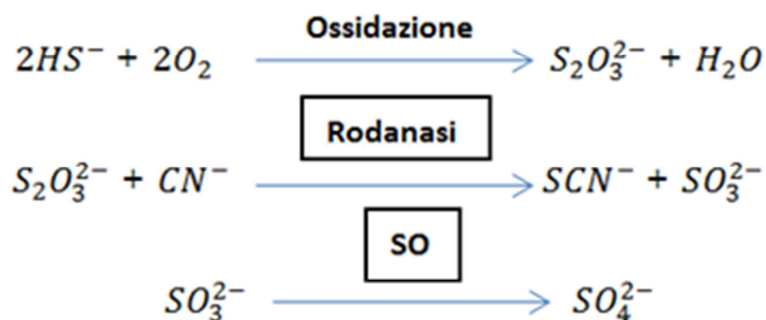 Ossidazione
2HS⁻ + 2O₂ → S₂O₃²⁻ + H₂O
Rodanasi
S₂O₃²⁻ + CN⁻ → SCN⁻ + SO₃²⁻
SO
SO₃²⁻ → SO₄²⁻